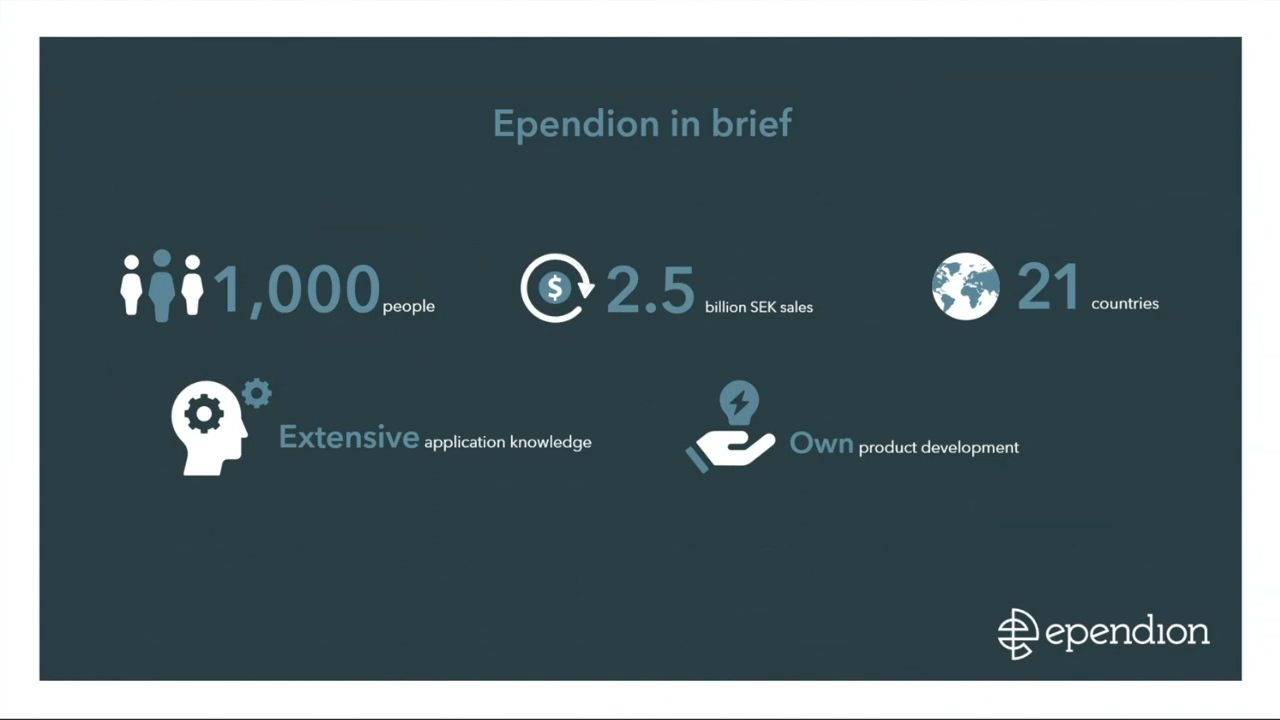 Ependion in brief
1,000 people
$ 2.5 billion SEK sales
21 countries
Extensive application knowledge
Own product development
ependion